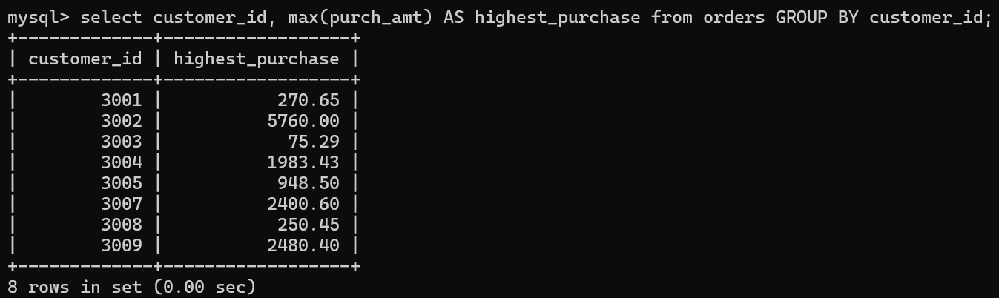 mysql> select customer_id, max(purch_amt) AS highest_purchase from orders GROUP BY customer_id;
+-------------+------------------+
| customer_id | highest_purchase |
+-------------+------------------+
|        3001 |           270.65 |
|        3002 |          5760.00 |
|        3003 |            75.29 |
|        3004 |          1983.43 |
|        3005 |           948.50 |
|        3007 |          2400.60 |
|        3008 |           250.45 |
|        3009 |          2480.40 |
+-------------+------------------+
8 rows in set (0.00 sec)